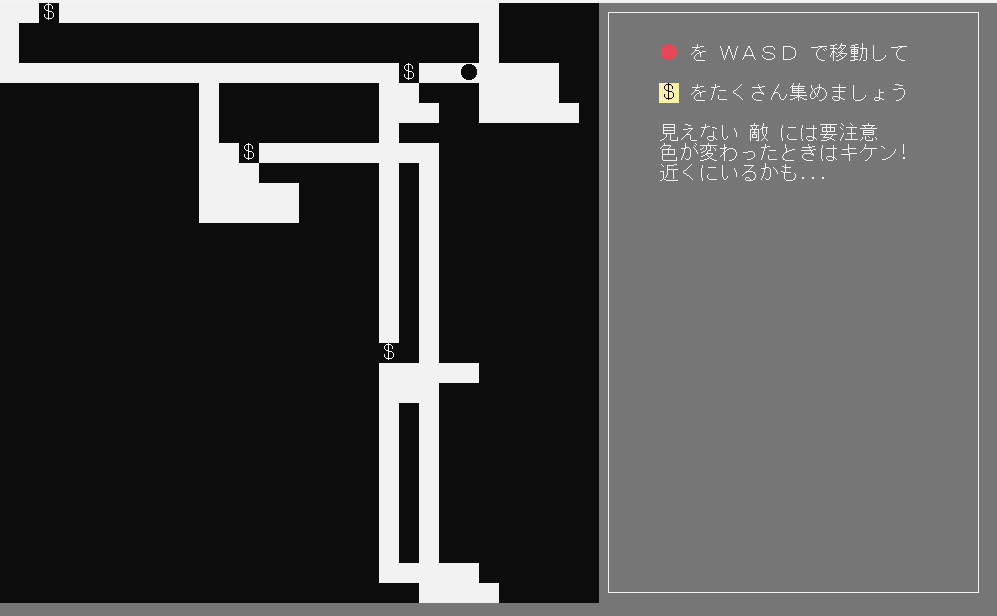 $
$
$
$
を WASD で移動して
$ をたくさん集めましょう
見えない 敵 には要注意
色が変わったときはキケン!
近くにいるかも...